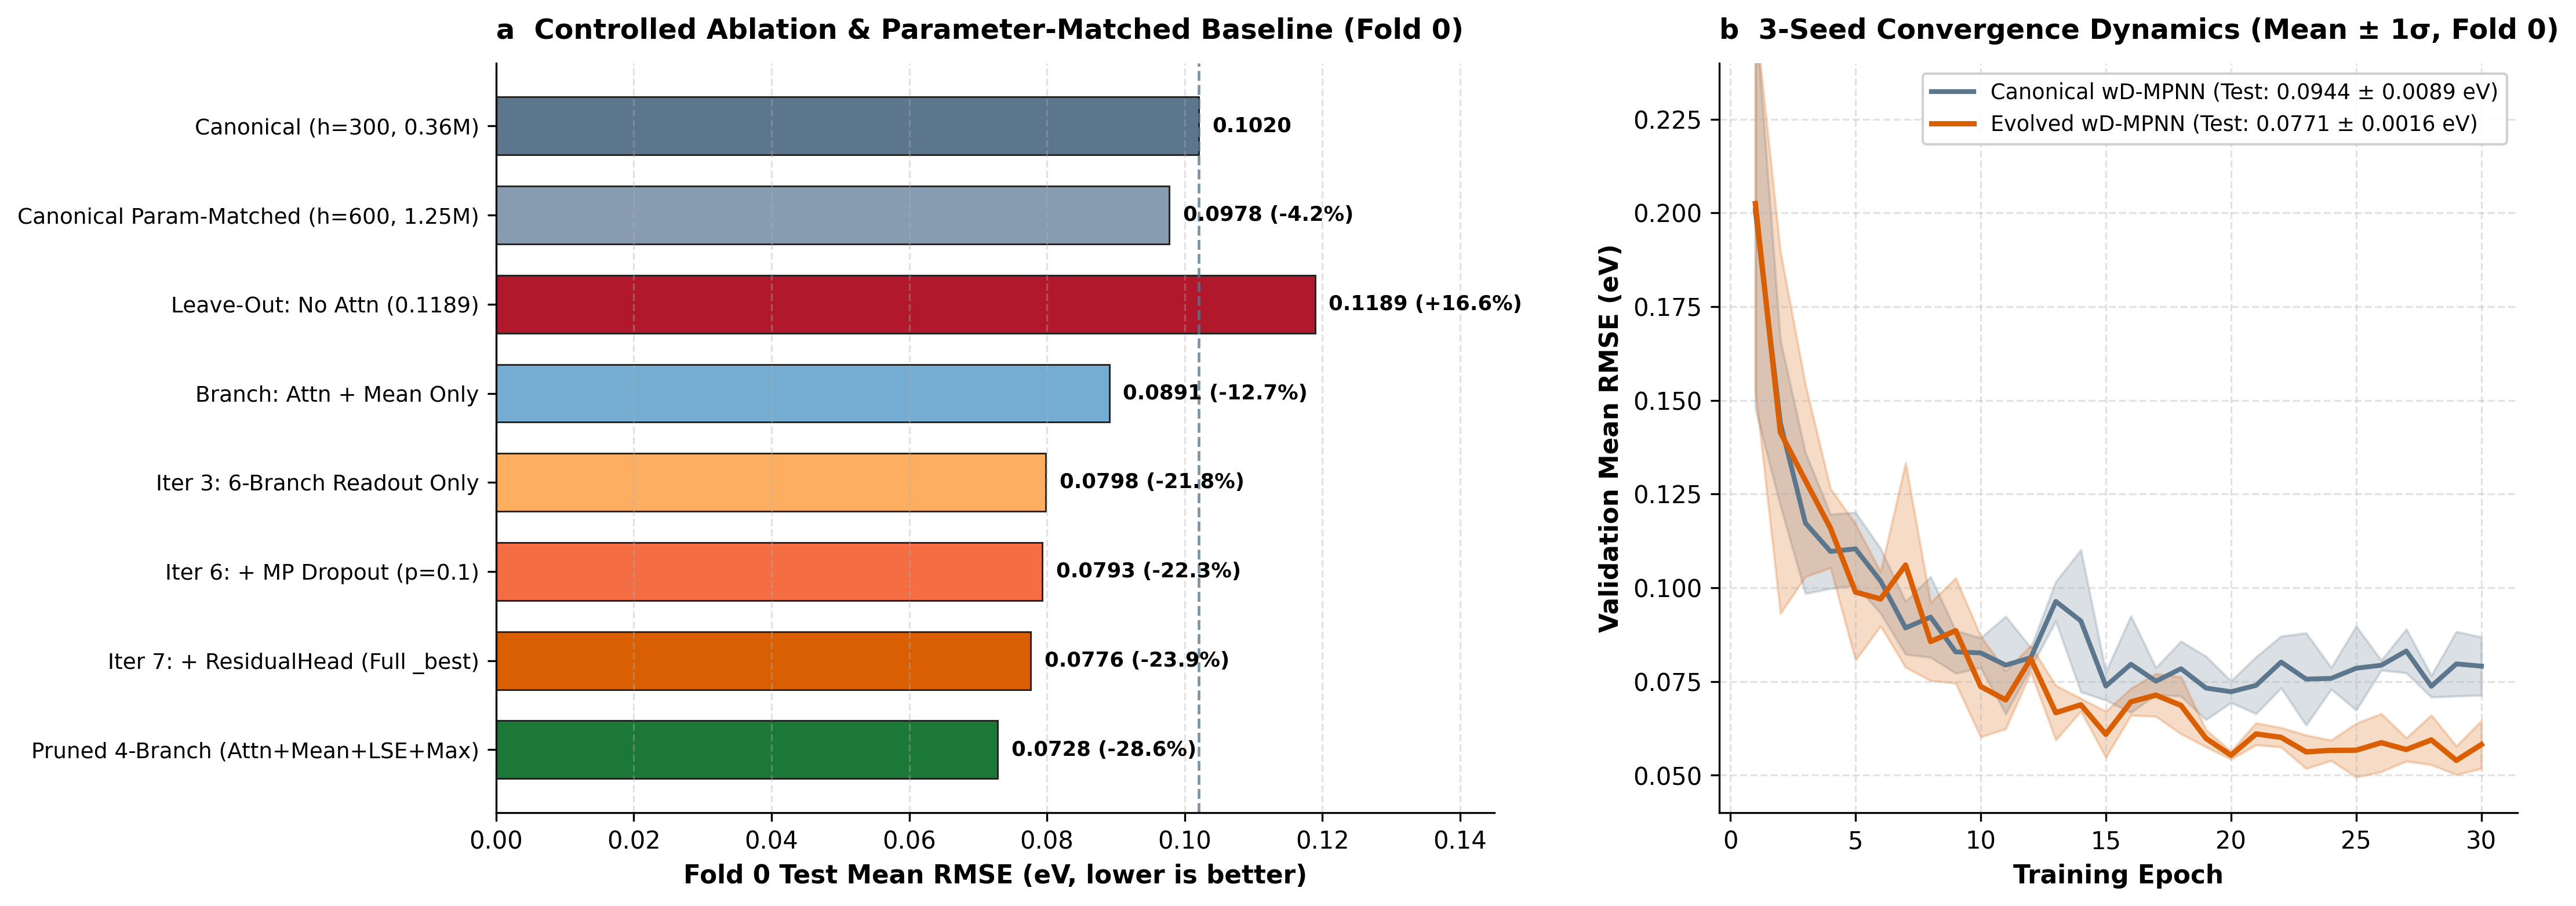 a Controlled Ablation & Parameter-Matched Baseline (Fold 0)
Canonical (h=300, 0.36M)
0.1020
Canonical Param-Matched (h=600, 1.25M)
0.0978 (-4.2%)
Leave-Out: No Attn (0.1189)
0.1189 (+16.6%)
Branch: Attn + Mean Only
0.0891 (-12.7%)
Iter 3: 6-Branch Readout Only
0.0798 (-21.8%)
Iter 6: + MP Dropout (p=0.1)
0.0793 (-22.3%)
Iter 7: + ResidualHead (Full _best)
0.0776 (-23.9%)
Pruned 4-Branch (Attn+Mean+LSE+Max)
0.0728 (-28.6%)
0.00 0.02 0.04 0.06 0.08 0.10 0.12 0.14
Fold 0 Test Mean RMSE (eV, lower is better)
b 3-Seed Convergence Dynamics (Mean ± 1σ, Fold 0)
Canonical wD-MPNN (Test: 0.0944 ± 0.0089 eV)
Evolved wD-MPNN (Test: 0.0771 ± 0.0016 eV)
Validation Mean RMSE (eV)
0.225
0.200
0.175
0.150
0.125
0.100
0.075
0.050
0 5 10 15 20 25 30
Training Epoch